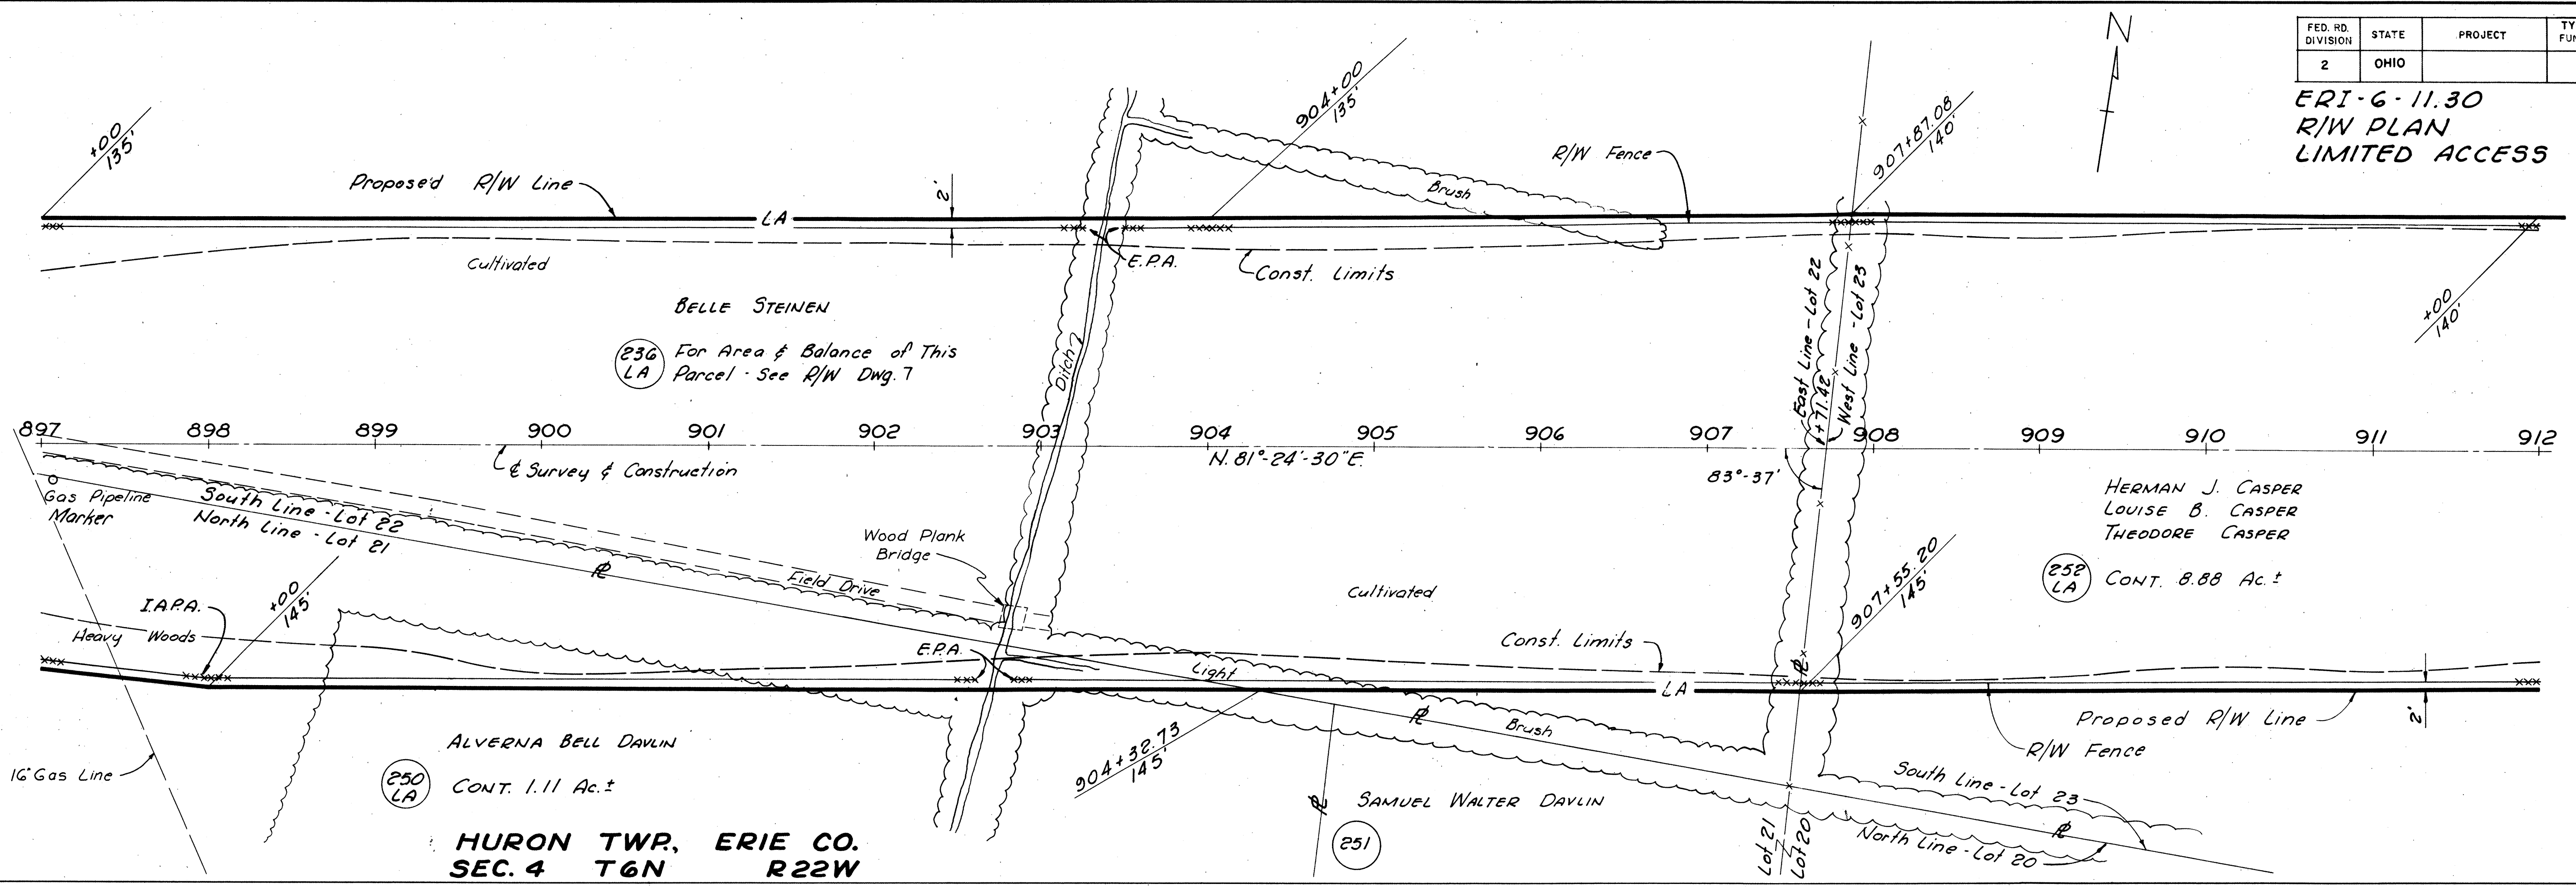 FED. RD. DIVISION
STATE
PROJECT
2
OHIO
ERI-6-11.30
R/W PLAN
LIMITED ACCESS
N
+00
135'
904+00
135'
907+87.08
140'
Proposed R/W Line
LA
2'
R/W Fence
Brush
Cultivated
E.P.A.
Const. Limits
+00
140'
BELLE STEINEN
236
LA
For Area & Balance of This
Parcel - See R/W Dwg. 7
Ditch
East Line - Lot 22
+71.42
West Line - Lot 23
897 898 899 900 901 902 903 904 905 906 907 908 909 910 911 912
℄ Survey & Construction
N. 81°-24'-30" E.
83°-37'
Gas Pipeline
Marker
South Line - Lot 22
North Line - Lot 21
HERMAN J. CASPER
LOUISE B. CASPER
THEODORE CASPER
252
LA
CONT. 8.88 Ac.±
Wood Plank
Bridge
Field Drive
℄
Cultivated
I.A.P.A.
+00
145'
907+55.20
145'
Heavy Woods
E.P.A.
Light
Const. Limits
LA
Brush
Proposed R/W Line
2'
R/W Fence
ALVERNA BELL DAVLIN
250
LA
CONT. 1.11 Ac.±
16" Gas Line
904+32.73
145'
SAMUEL WALTER DAVLIN
251
South Line - Lot 23
North Line - Lot 20
Lot 21
Lot 20
HURON TWP., ERIE CO.
SEC. 4 T6N R22W